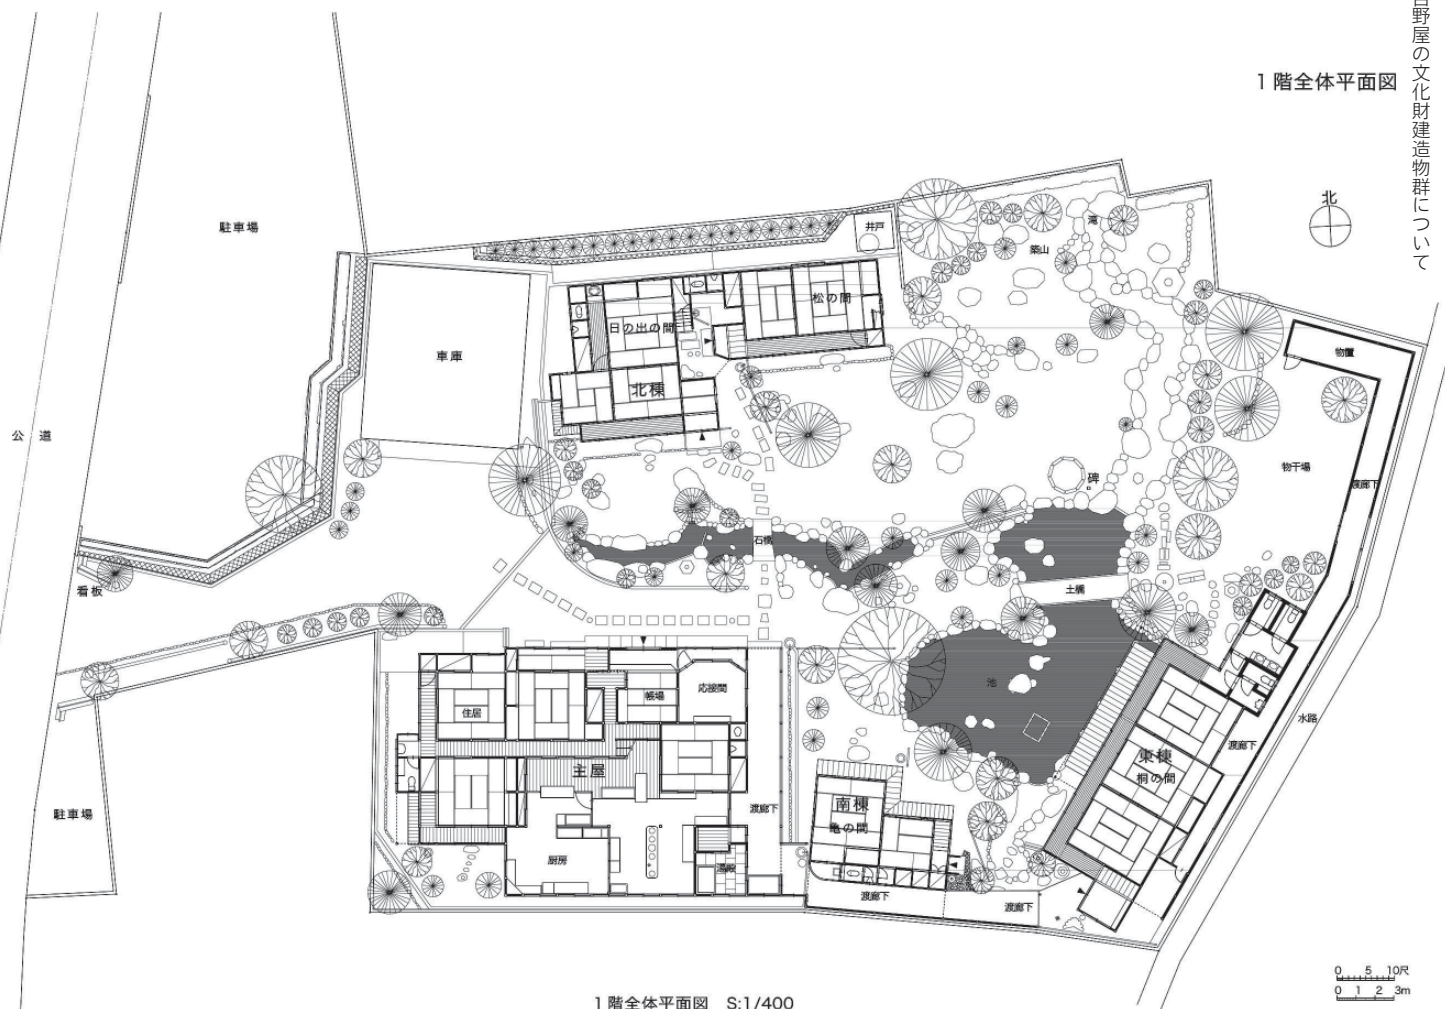 野屋の文化財建造物群について
1階全体平面図
北
駐車場
井戸
滝
築山
松の間
日の出の間
車庫
北棟
物置
公道
碑
物干場
渡廊下
石橋
看板
土橋
池
応接間
帳場
住居
水路
渡廊下
東棟
桐の間
主屋
駐車場
渡廊下
南棟
亀の間
厨房
湯殿
渡廊下
渡廊下
0 5 10尺
0 1 2 3m
1階全体平面図 S:1/400